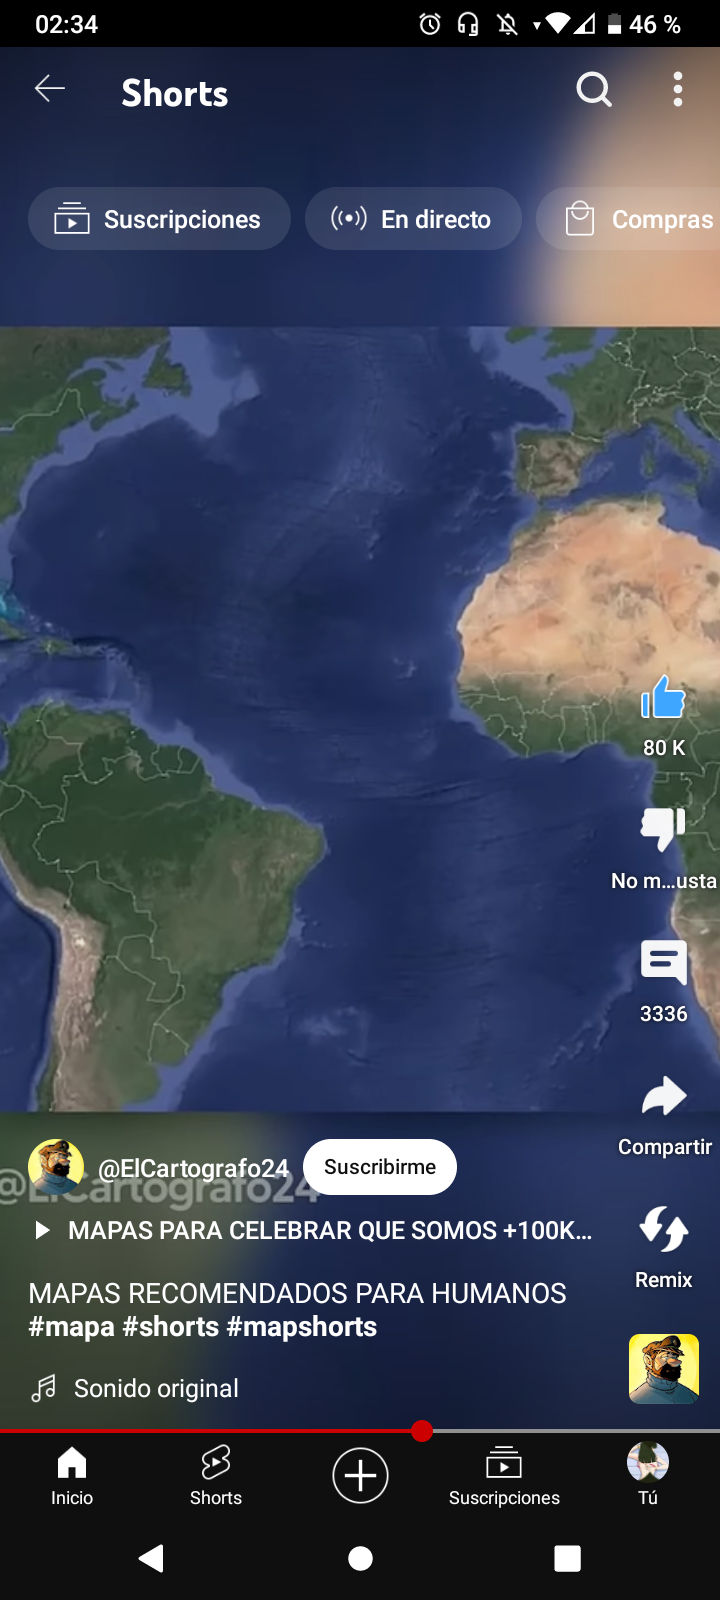 02:34
46 %
Shorts
Suscripciones
En directo
Compras
80 K
No m...usta
3336
Compartir
@ElCartografo24
Suscribirme
@ElCartografo24
MAPAS PARA CELEBRAR QUE SOMOS +100K...
Remix
MAPAS RECOMENDADOS PARA HUMANOS
#mapa #shorts #mapshorts
Sonido original
Inicio
Shorts
Suscripciones
Tú